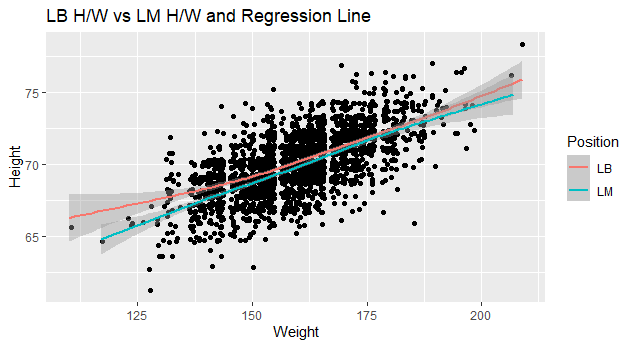 LB H/W vs LM H/W and Regression Line
75
70
65
Height
125
150
175
200
Weight
Position
LB
LM